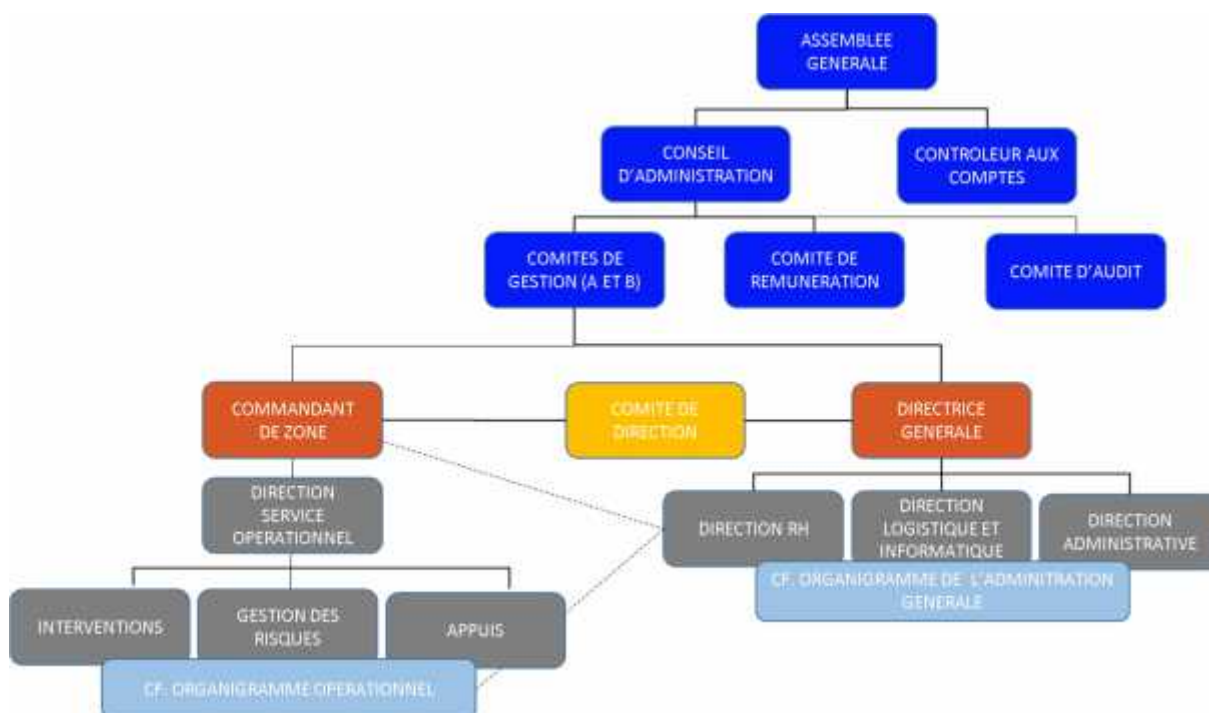 ASSEMBLEE
GENERALE
CONSEIL
D'ADMINISTRATION
CONTROLEUR AUX
COMPTES
COMITES DE
GESTION (A ET B)
COMITE DE
REMUNERATION
COMITE D'AUDIT
COMMANDANT
DE ZONE
COMITE DE
DIRECTION
DIRECTRICE
GENERALE
DIRECTION
SERVICE
OPERATIONNEL
DIRECTION RH
DIRECTION
LOGISTIQUE ET
INFORMATIQUE
DIRECTION
ADMINISTRATIVE
CF. ORGANIGRAMME DE L'ADMINITRATION
GENERALE
INTERVENTIONS
GESTION DES
RISQUES
APPUIS
CF. ORGANIGRAMME OPERATIONNEL